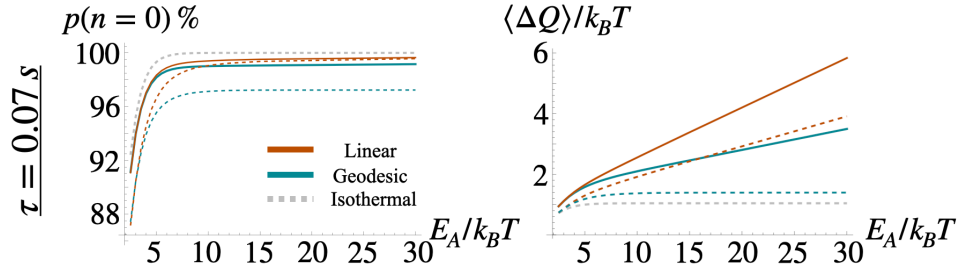 p(n = 0) %
⟨ΔQ⟩/k_BT
τ = 0.07 s
100
96
92
88
Linear
Geodesic
Isothermal
5 10 15 20 25 30
E_A/k_BT
6
4
2
5 10 15 20 25 30
E_A/k_BT